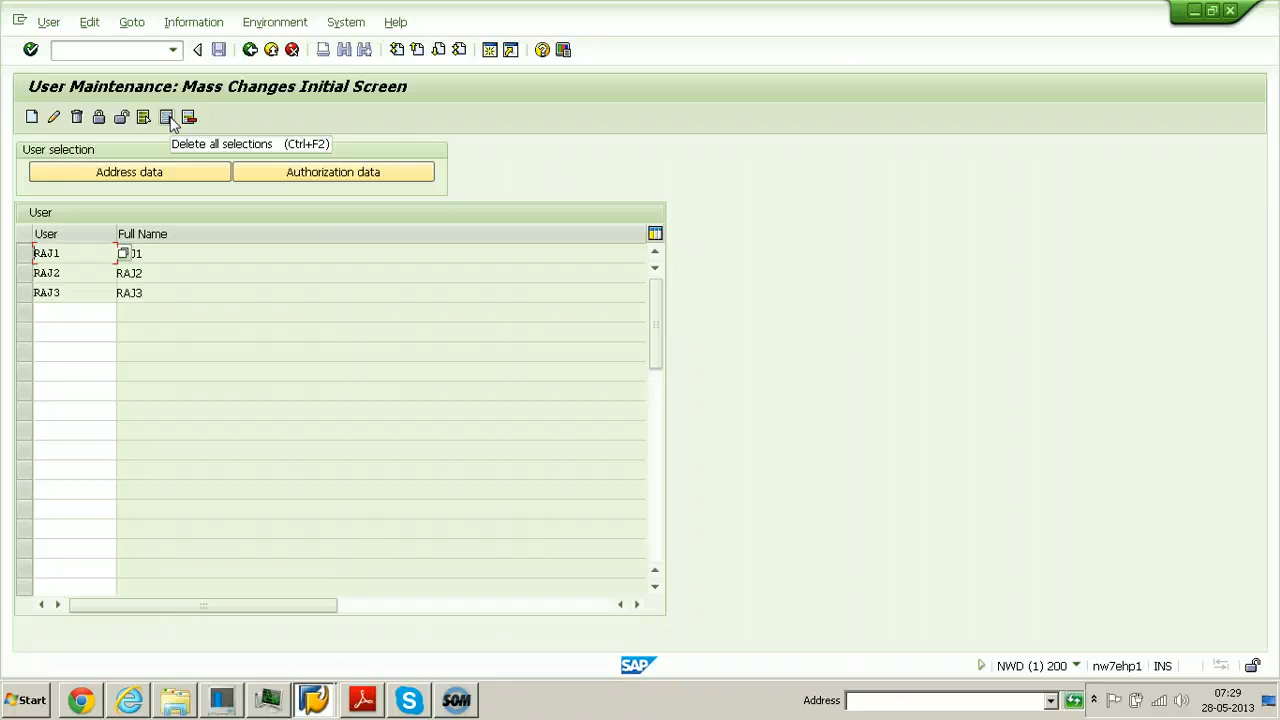 User Edit Goto Information Environment System Help
User Maintenance: Mass Changes Initial Screen
Delete all selections (Ctrl+F2)
User selection
Address data Authorization data
User
User Full Name
RAJ1 J1
RAJ2 RAJ2
RAJ3 RAJ3
SAP NWD (1) 200 nw7ehp1 INS
Start SOM Address 07:29
28-05-2013